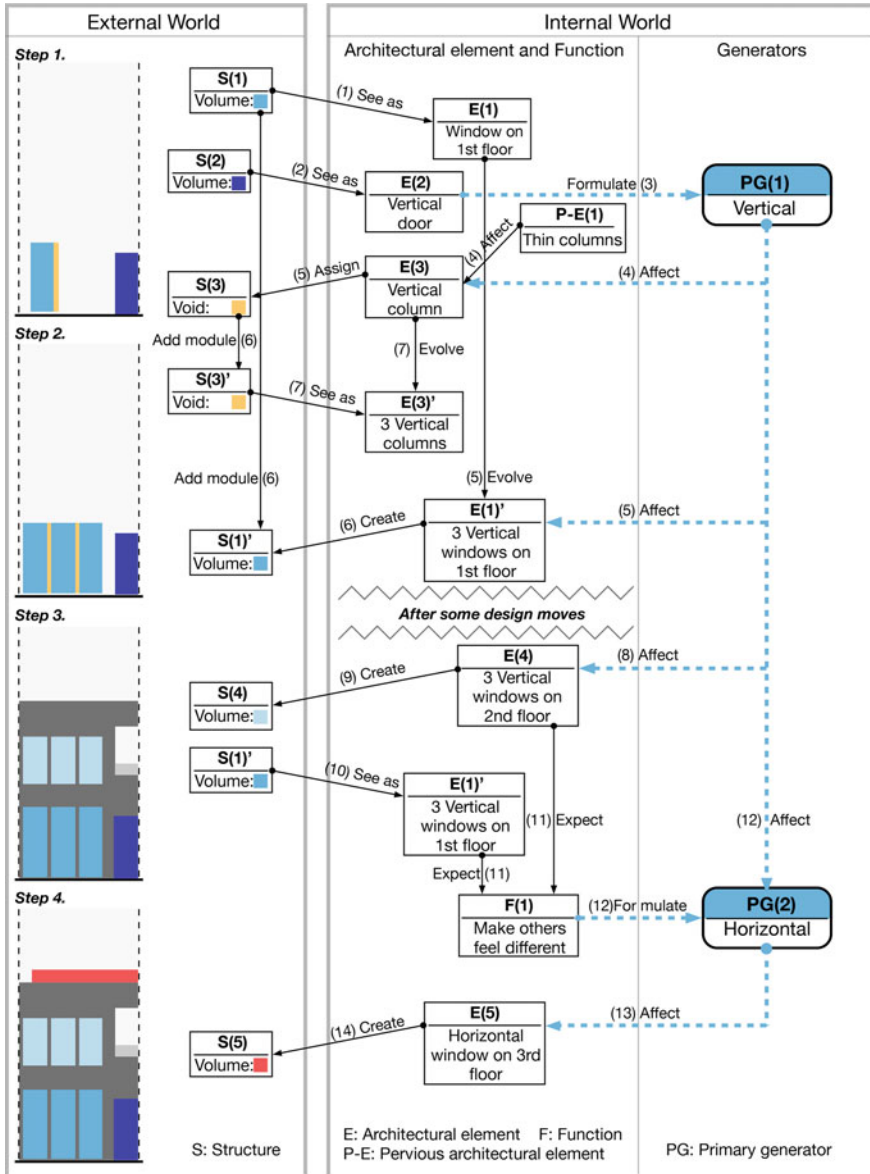 External World
Internal World
Architectural element and Function
Generators
Step 1.
S(1)
Volume:
(1) See as
E(1)
Window on
1st floor
S(2)
Volume:
(2) See as
E(2)
Vertical
door
Formulate (3)
PG(1)
Vertical
P-E(1)
Thin columns
(4) Affect
(4) Affect
(5) Assign
E(3)
Vertical
column
S(3)
Void:
Step 2.
Add module (6)
(7) Evolve
S(3)'
Void:
(7) See as
E(3)'
3 Vertical
columns
Add module (6)
(5) Evolve
S(1)'
Volume:
(6) Create
E(1)'
3 Vertical
windows on
1st floor
(5) Affect
After some design moves
Step 3.
S(4)
Volume:
(9) Create
E(4)
3 Vertical
windows on
2nd floor
(8) Affect
S(1)'
Volume:
(10) See as
E(1)'
3 Vertical
windows on
1st floor
(11) Expect
(12) Affect
Expect (11)
Step 4.
F(1)
Make others
feel different
(12)For mulate
PG(2)
Horizontal
(13) Affect
S(5)
Volume:
(14) Create
E(5)
Horizontal
window on 3rd
floor
S: Structure
E: Architectural element F: Function
P-E: Pervious architectural element
PG: Primary generator